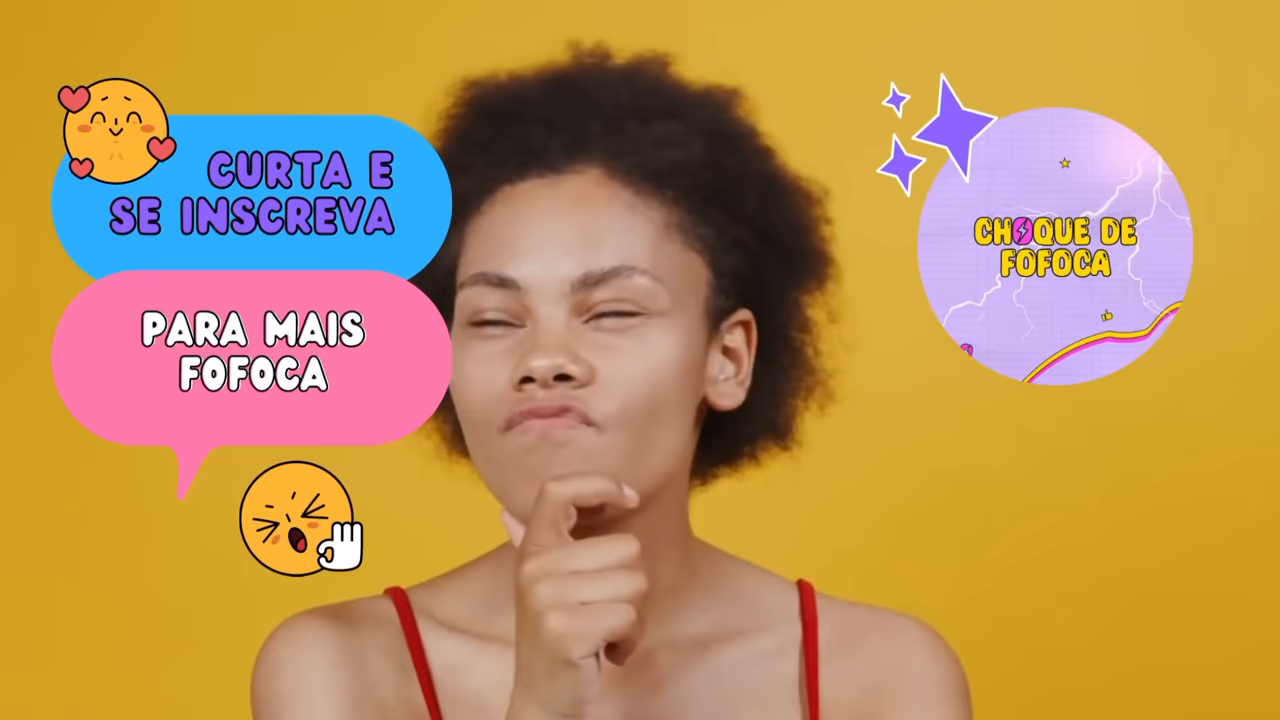 CURTA E
SE INSCREVA
PARA MAIS
FOFOCA
CHOQUE DE
FOFOCA